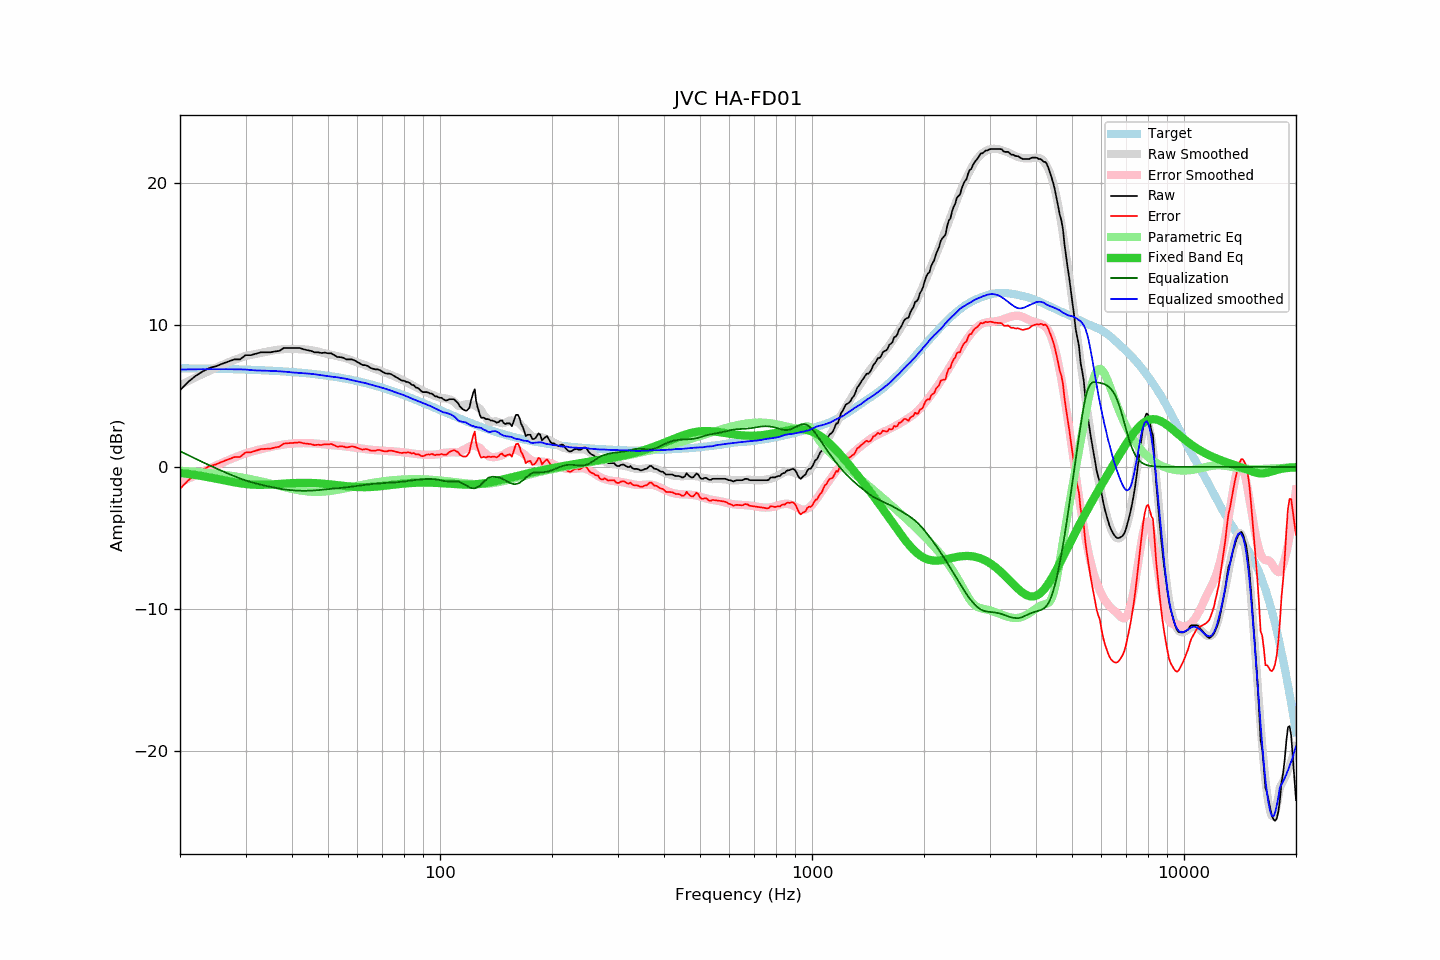 JVC HA-FD01
Target
Raw Smoothed
Error Smoothed
Raw
Error
Parametric Eq
Fixed Band Eq
Equalization
Equalized smoothed
Amplitude (dBr)
20
10
0
−10
−20
100
1000
10000
Frequency (Hz)